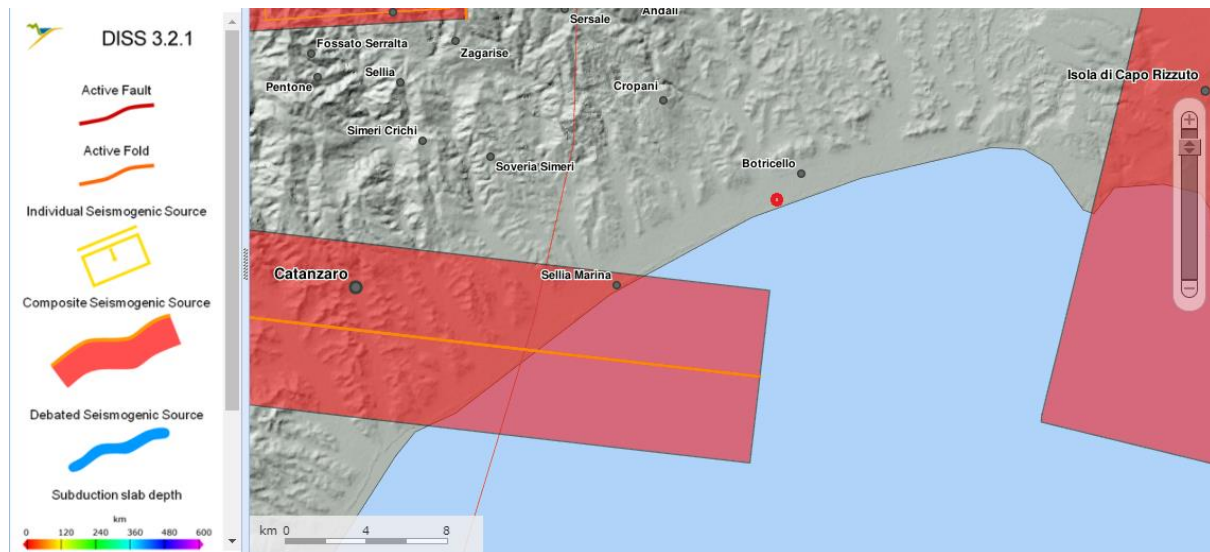 DISS 3.2.1
Active Fault
Active Fold
Individual Seismogenic Source
Composite Seismogenic Source
Debated Seismogenic Source
Subduction slab depth
km
0 120 240 360 480 600
Andali
Sersale
Fossato Serralta
Zagarise
Pentone
Sellia
Cropani
Isola di Capo Rizzuto
Simeri Crichi
Soveria Simeri
Botricello
Catanzaro
Sellia Marina
km 0 4 8